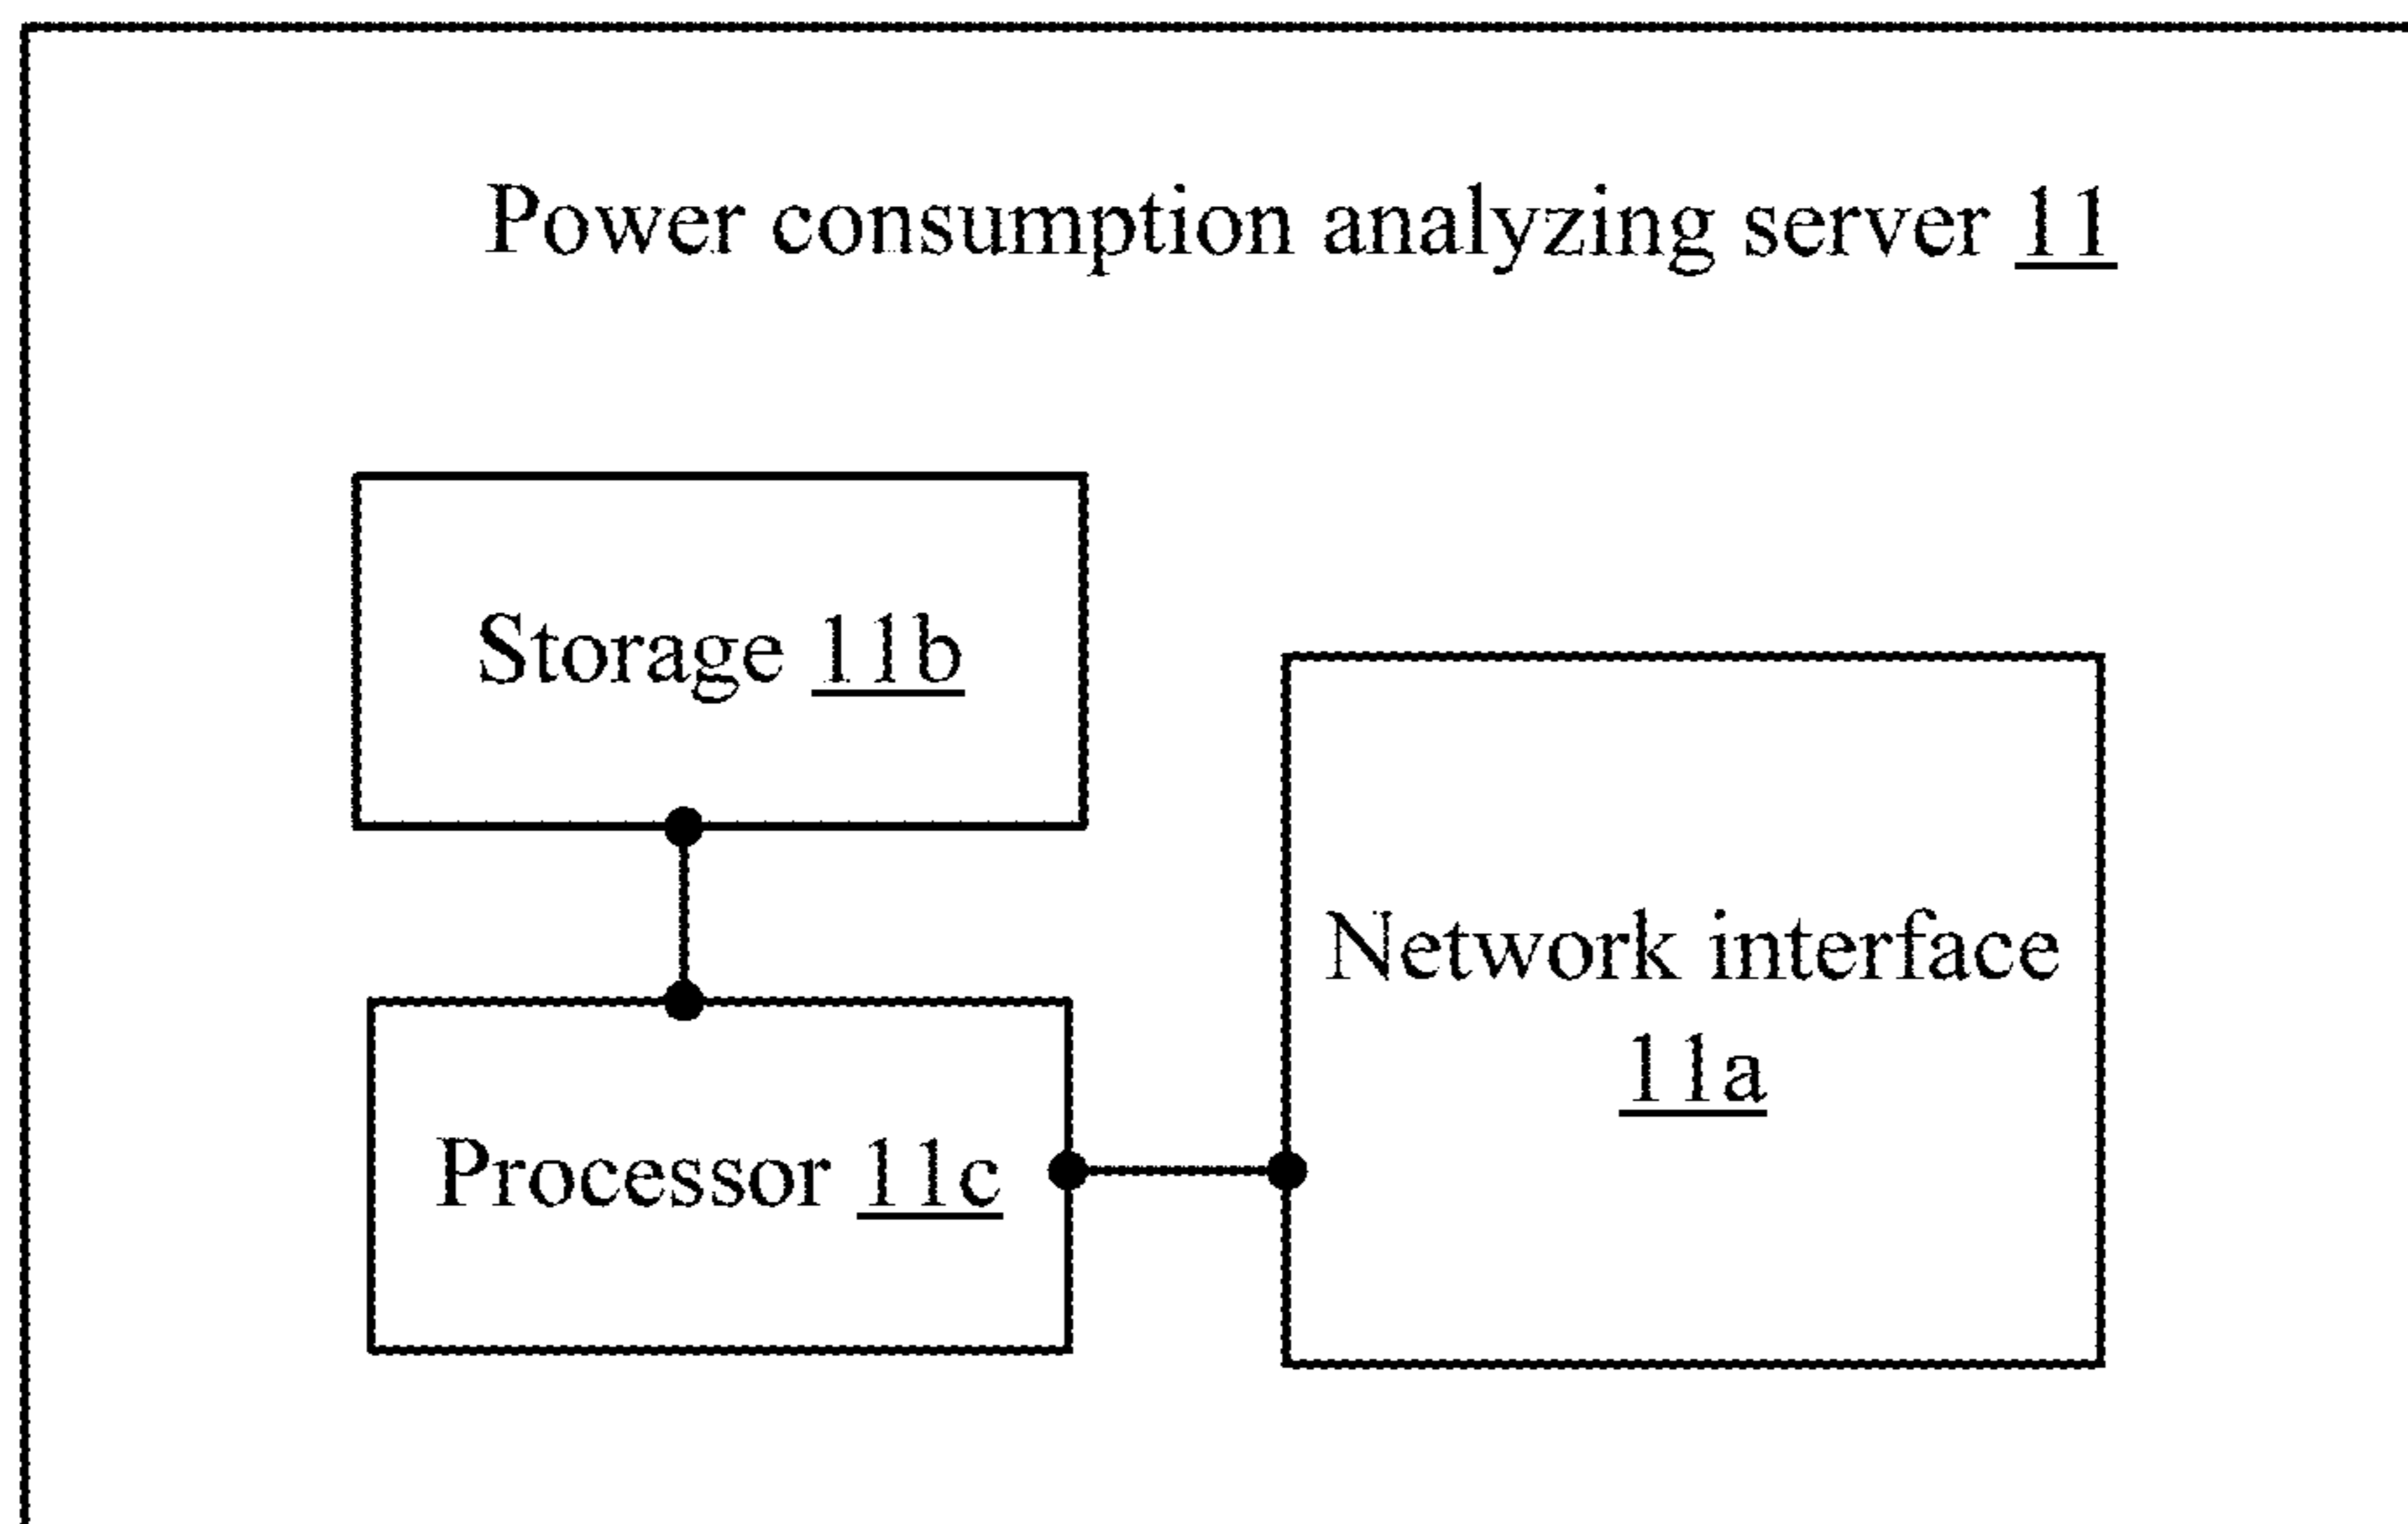 Power consumption analyzing server 11
Storage 11b
Network interface
11a
Processor 11c